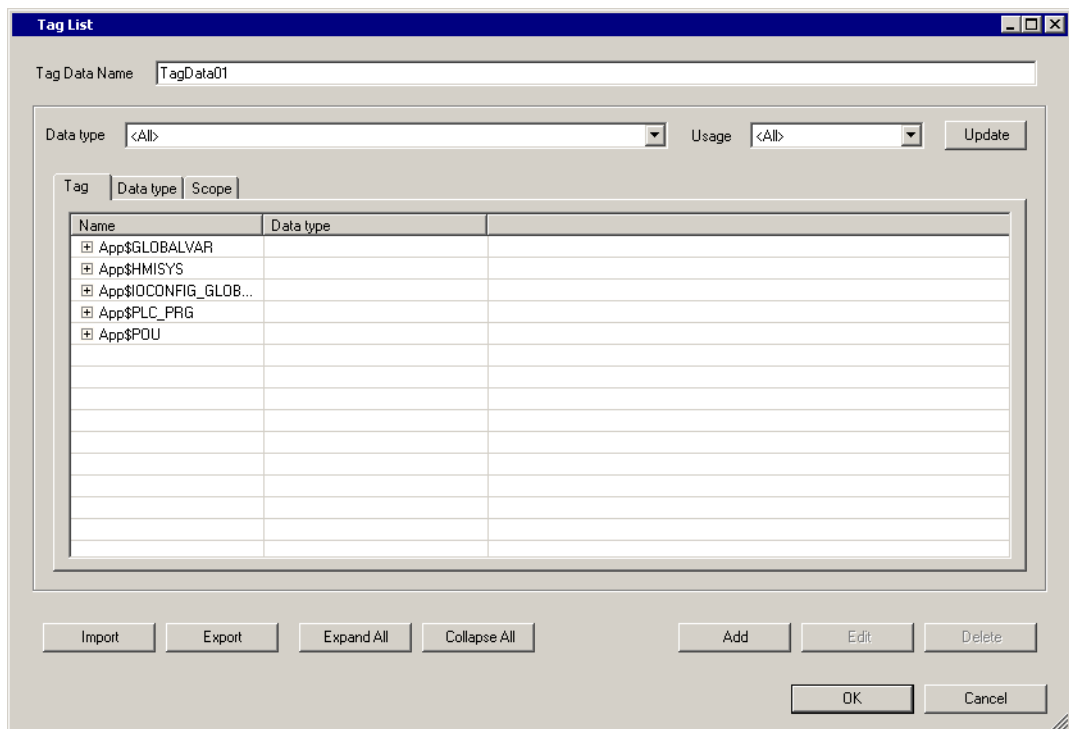 Tag List
Tag Data Name TagData01
Data type <All> Usage <All> Update
Tag Data type Scope
Name Data type
App$GLOBALVAR
App$HMISYS
App$IOCONFIG_GLOB...
App$PLC_PRG
App$POU
Import Export Expand All Collapse All Add Edit Delete
OK Cancel